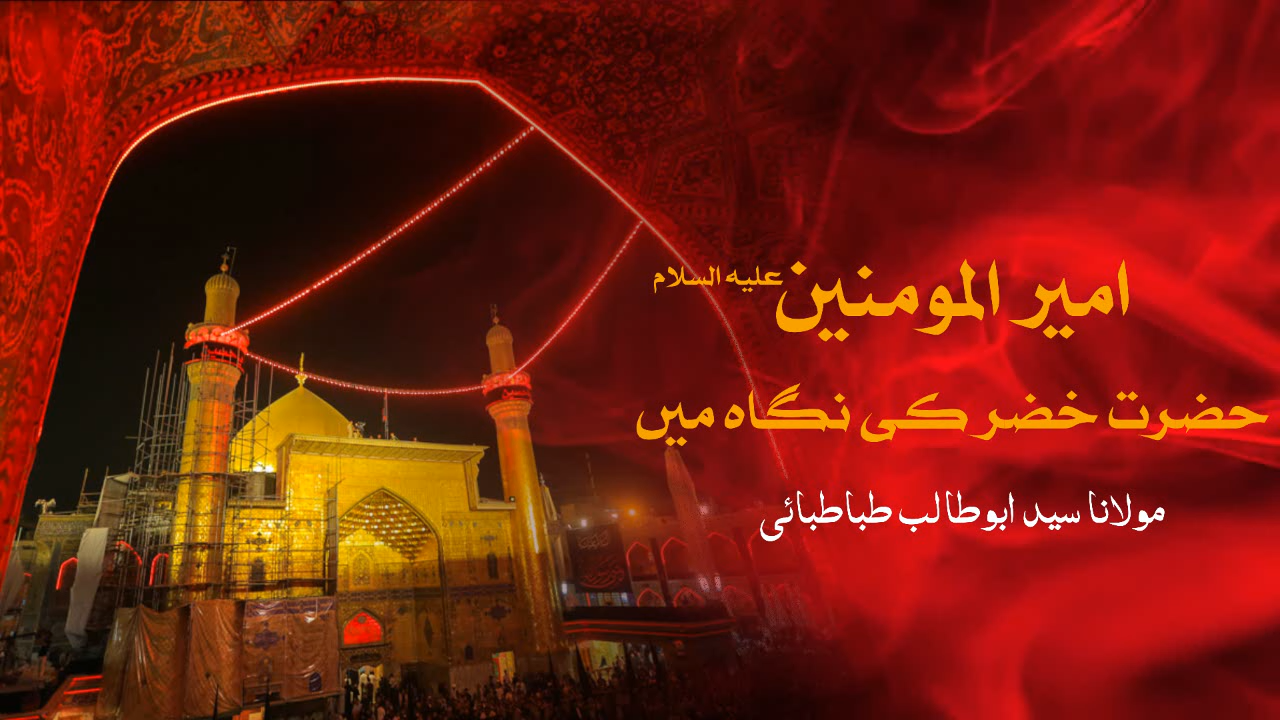 امیر المومنین علیہ السلام
حضرت خضر کی نگاہ میں
مولانا سید ابوطالب طباطبائی